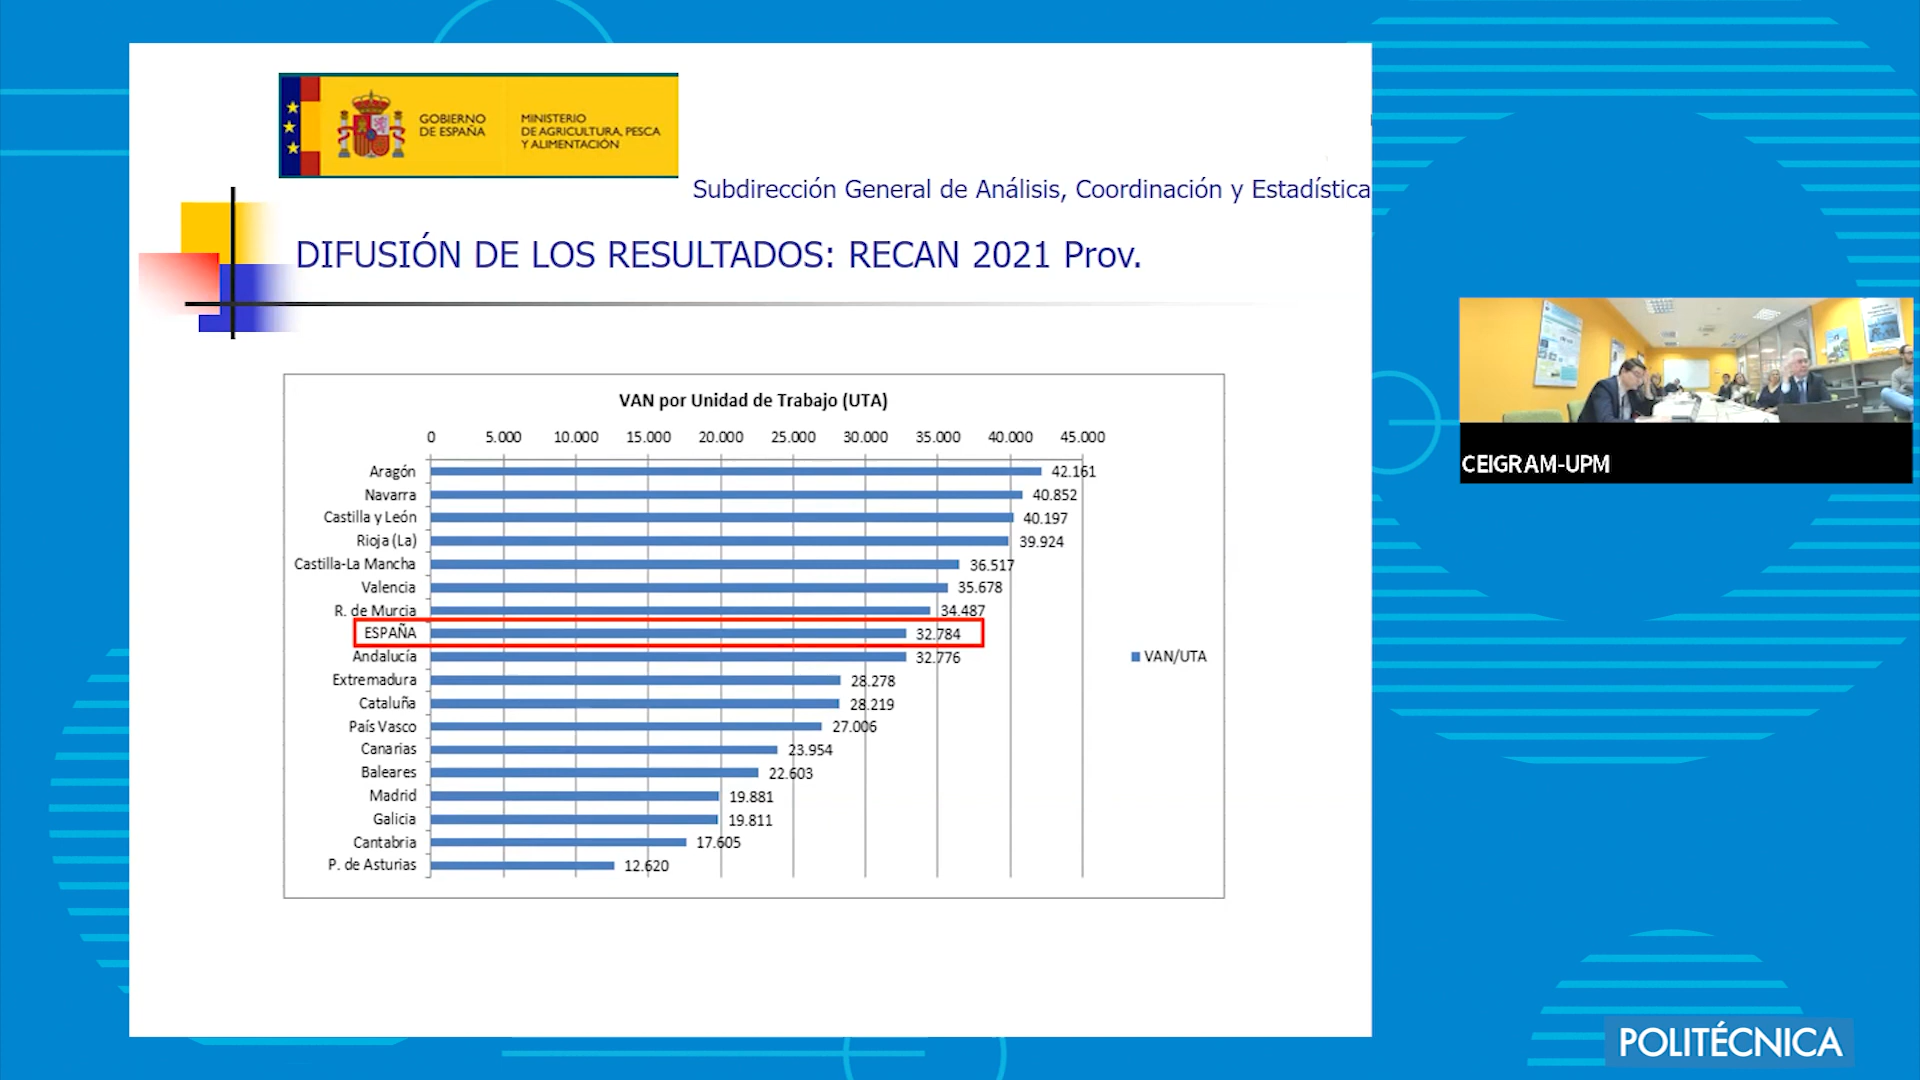 GOBIERNO
DE ESPAÑA
MINISTERIO
DE AGRICULTURA, PESCA
Y ALIMENTACIÓN
Subdirección General de Análisis, Coordinación y Estadística
DIFUSIÓN DE LOS RESULTADOS: RECAN 2021 Prov.
VAN por Unidad de Trabajo (UTA)
0 5.000 10.000 15.000 20.000 25.000 30.000 35.000 40.000 45.000
Aragón 42.161
Navarra 40.852
Castilla y León 40.197
Rioja (La) 39.924
Castilla-La Mancha 36.517
Valencia 35.678
R. de Murcia 34.487
ESPAÑA 32.784
Andalucía 32.776
Extremadura 28.278
Cataluña 28.219
País Vasco 27.006
Canarias 23.954
Baleares 22.603
Madrid 19.881
Galicia 19.811
Cantabria 17.605
P. de Asturias 12.620
VAN/UTA
CEIGRAM-UPM
POLITÉCNICA